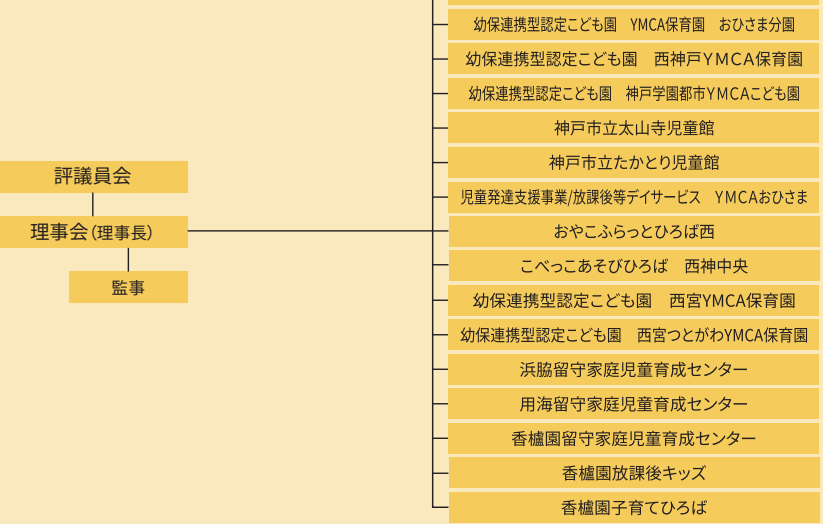 評議員会
理事会（理事長）
監事
幼保連携型認定こども園　YMCA保育園　おひさま分園
幼保連携型認定こども園　西神戸YMCA保育園
幼保連携型認定こども園　神戸学園都市YMCAこども園
神戸市立太山寺児童館
神戸市立たかとり児童館
児童発達支援事業/放課後等デイサービス　YMCAおひさま
おやこふらっとひろば西
こべっこあそびひろば　西神中央
幼保連携型認定こども園　西宮YMCA保育園
幼保連携型認定こども園　西宮つとがわYMCA保育園
浜脇留守家庭児童育成センター
用海留守家庭児童育成センター
香櫨園留守家庭児童育成センター
香櫨園放課後キッズ
香櫨園子育てひろば